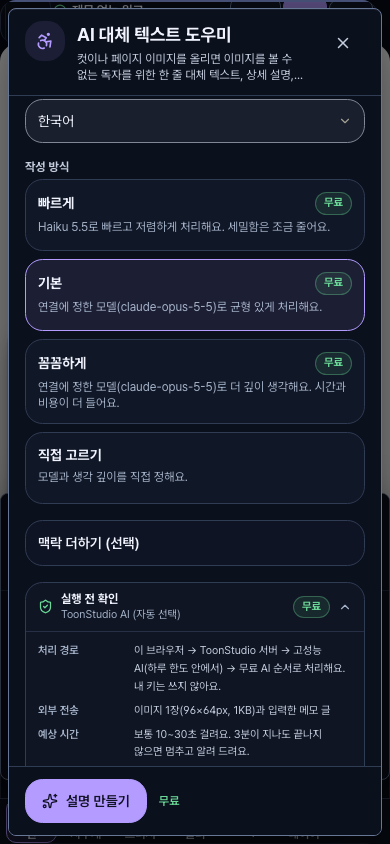 AI 대체 텍스트 도우미
컷이나 페이지 이미지를 올리면 이미지를 볼 수
없는 독자를 위한 한 줄 대체 텍스트, 상세 설명,...
한국어
작성 방식
빠르게
무료
Haiku 5.5로 빠르고 저렴하게 처리해요. 세밀함은 조금 줄어요.
기본
무료
연결에 정한 모델(claude-opus-5-5)로 균형 있게 처리해요.
꼼꼼하게
무료
연결에 정한 모델(claude-opus-5-5)로 더 깊이 생각해요. 시간과
비용이 더 들어요.
직접 고르기
모델과 생각 깊이를 직접 정해요.
맥락 더하기 (선택)
실행 전 확인
ToonStudio AI (자동 선택)
무료
처리 경로
이 브라우저 → ToonStudio 서버 → 고성능
AI(하루 한도 안에서) → 무료 AI 순서로 처리해요.
내 키는 쓰지 않아요.
외부 전송
이미지 1장(96×64px, 1KB)과 입력한 메모 글
예상 시간
보통 10~30초 걸려요. 3분이 지나도 끝나지
않으면 멈추고 알려 드려요.
설명 만들기
무료